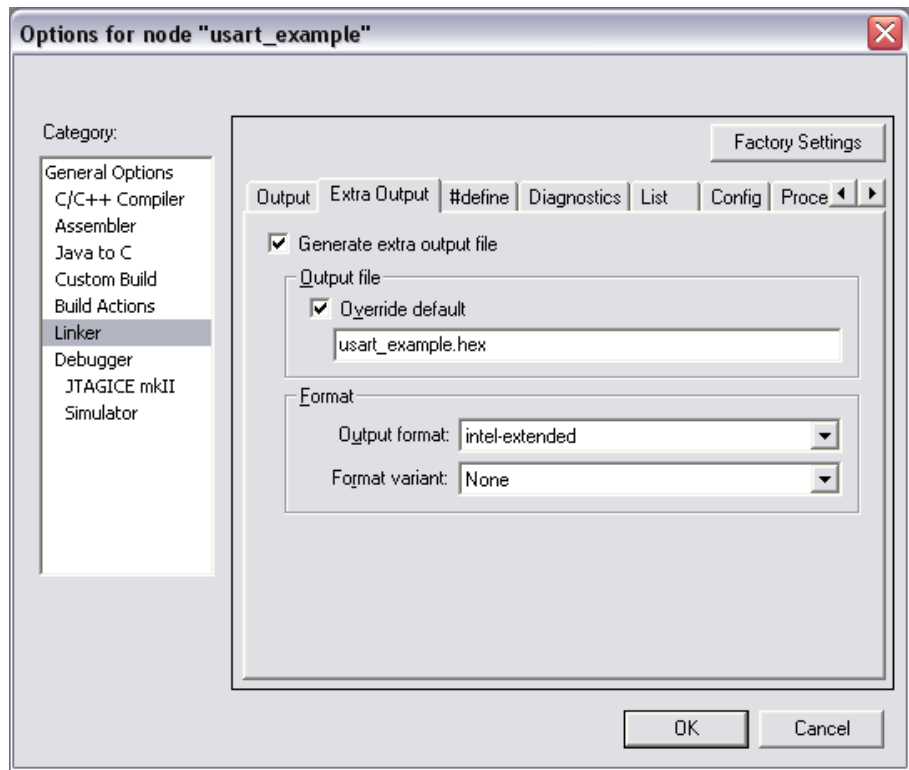 Options for node "usart_example"
Category:
Factory Settings
General Options
C/C++ Compiler
Assembler
Java to C
Custom Build
Build Actions
Linker
Debugger
JTAGICE mkII
Simulator
Output Extra Output #define Diagnostics List Config Proce
Generate extra output file
Output file
Override default
usart_example.hex
Format
Output format: intel-extended
Format variant: None
OK Cancel